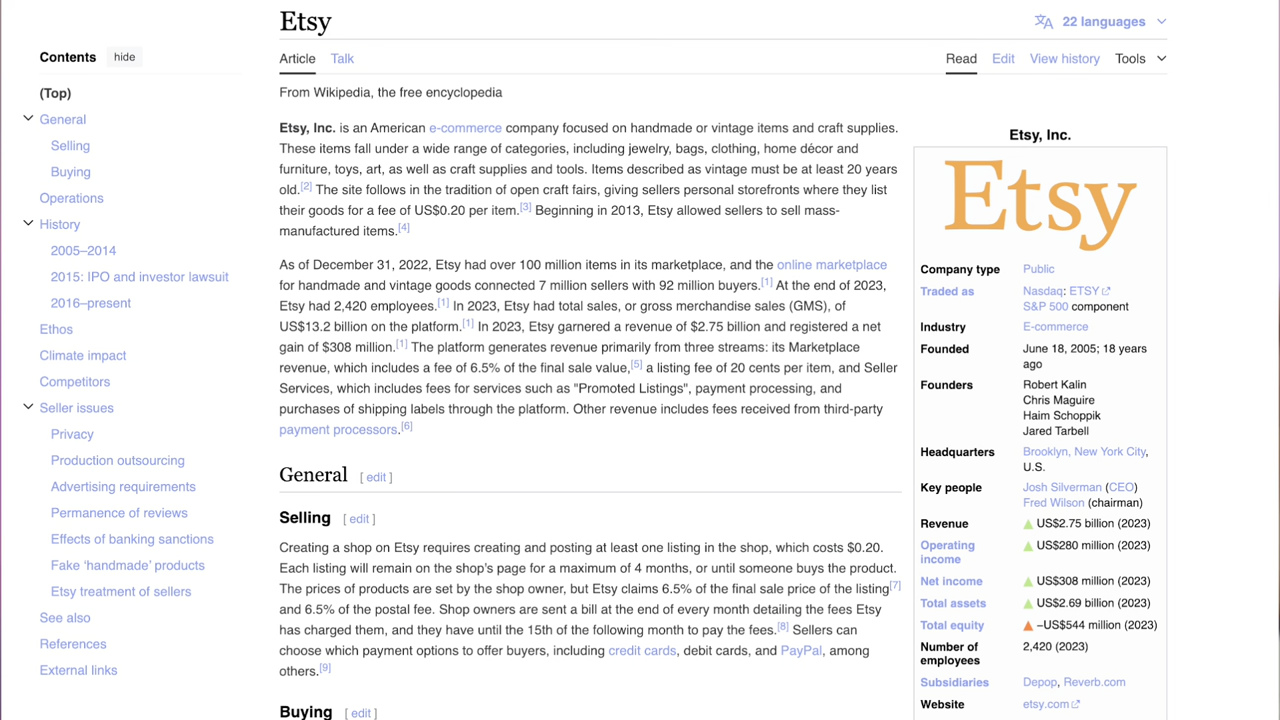 Etsy
22 languages
Contents hide
(Top)
General
Selling
Buying
Operations
History
2005–2014
2015: IPO and investor lawsuit
2016–present
Ethos
Climate impact
Competitors
Seller issues
Privacy
Production outsourcing
Advertising requirements
Permanence of reviews
Effects of banking sanctions
Fake ‘handmade’ products
Etsy treatment of sellers
See also
References
External links
Article Talk
Read Edit View history Tools
From Wikipedia, the free encyclopedia
Etsy, Inc. is an American e-commerce company focused on handmade or vintage items and craft supplies.
These items fall under a wide range of categories, including jewelry, bags, clothing, home décor and
furniture, toys, art, as well as craft supplies and tools. Items described as vintage must be at least 20 years
old.[2] The site follows in the tradition of open craft fairs, giving sellers personal storefronts where they list
their goods for a fee of US$0.20 per item.[3] Beginning in 2013, Etsy allowed sellers to sell mass-
manufactured items.[4]
As of December 31, 2022, Etsy had over 100 million items in its marketplace, and the online marketplace
for handmade and vintage goods connected 7 million sellers with 92 million buyers.[1] At the end of 2023,
Etsy had 2,420 employees.[1] In 2023, Etsy had total sales, or gross merchandise sales (GMS), of
US$13.2 billion on the platform.[1] In 2023, Etsy garnered a revenue of $2.75 billion and registered a net
gain of $308 million.[1] The platform generates revenue primarily from three streams: its Marketplace
revenue, which includes a fee of 6.5% of the final sale value,[5] a listing fee of 20 cents per item, and Seller
Services, which includes fees for services such as "Promoted Listings", payment processing, and
purchases of shipping labels through the platform. Other revenue includes fees received from third-party
payment processors.[6]
General [ edit ]
Selling [ edit ]
Creating a shop on Etsy requires creating and posting at least one listing in the shop, which costs $0.20.
Each listing will remain on the shop's page for a maximum of 4 months, or until someone buys the product.
The prices of products are set by the shop owner, but Etsy claims 6.5% of the final sale price of the listing[7]
and 6.5% of the postal fee. Shop owners are sent a bill at the end of every month detailing the fees Etsy
has charged them, and they have until the 15th of the following month to pay the fees.[8] Sellers can
choose which payment options to offer buyers, including credit cards, debit cards, and PayPal, among
others.[9]
Buying [ edit ]
Etsy, Inc.
Etsy
Company type Public
Traded as Nasdaq: ETSY
S&P 500 component
Industry E-commerce
Founded June 18, 2005; 18 years
ago
Founders Robert Kalin
Chris Maguire
Haim Schoppik
Jared Tarbell
Headquarters Brooklyn, New York City,
U.S.
Key people Josh Silverman (CEO)
Fred Wilson (chairman)
Revenue US$2.75 billion (2023)
Operating US$280 million (2023)
income
Net income US$308 million (2023)
Total assets US$2.69 billion (2023)
Total equity −US$544 million (2023)
Number of 2,420 (2023)
employees
Subsidiaries Depop, Reverb.com
Website etsy.com